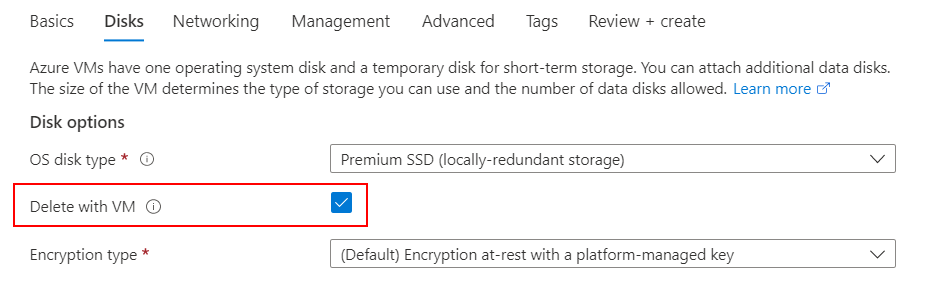 Basics Disks Networking Management Advanced Tags Review + create
Azure VMs have one operating system disk and a temporary disk for short-term storage. You can attach additional data disks.
The size of the VM determines the type of storage you can use and the number of data disks allowed. Learn more
Disk options
OS disk type * Premium SSD (locally-redundant storage)
Delete with VM
Encryption type * (Default) Encryption at-rest with a platform-managed key